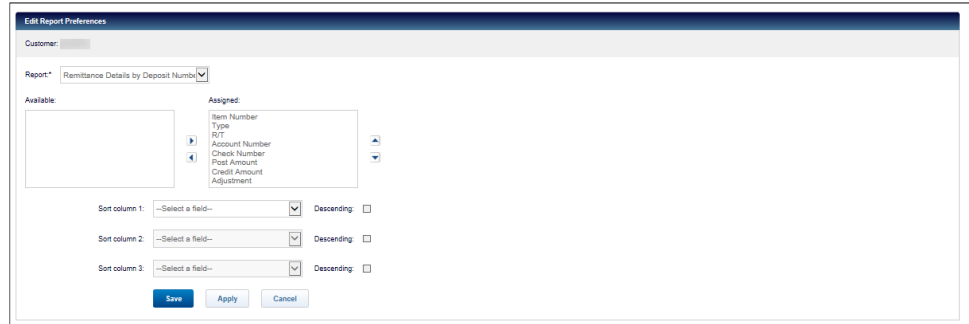 Edit Report Preferences
Customer:
Report:* Remittance Details by Deposit Numbe
Available: Assigned:
Item Number
Type
R/T
Account Number
Check Number
Post Amount
Credit Amount
Adjustment
Sort column 1: --Select a field-- Descending:
Sort column 2: --Select a field-- Descending:
Sort column 3: --Select a field-- Descending:
Save Apply Cancel